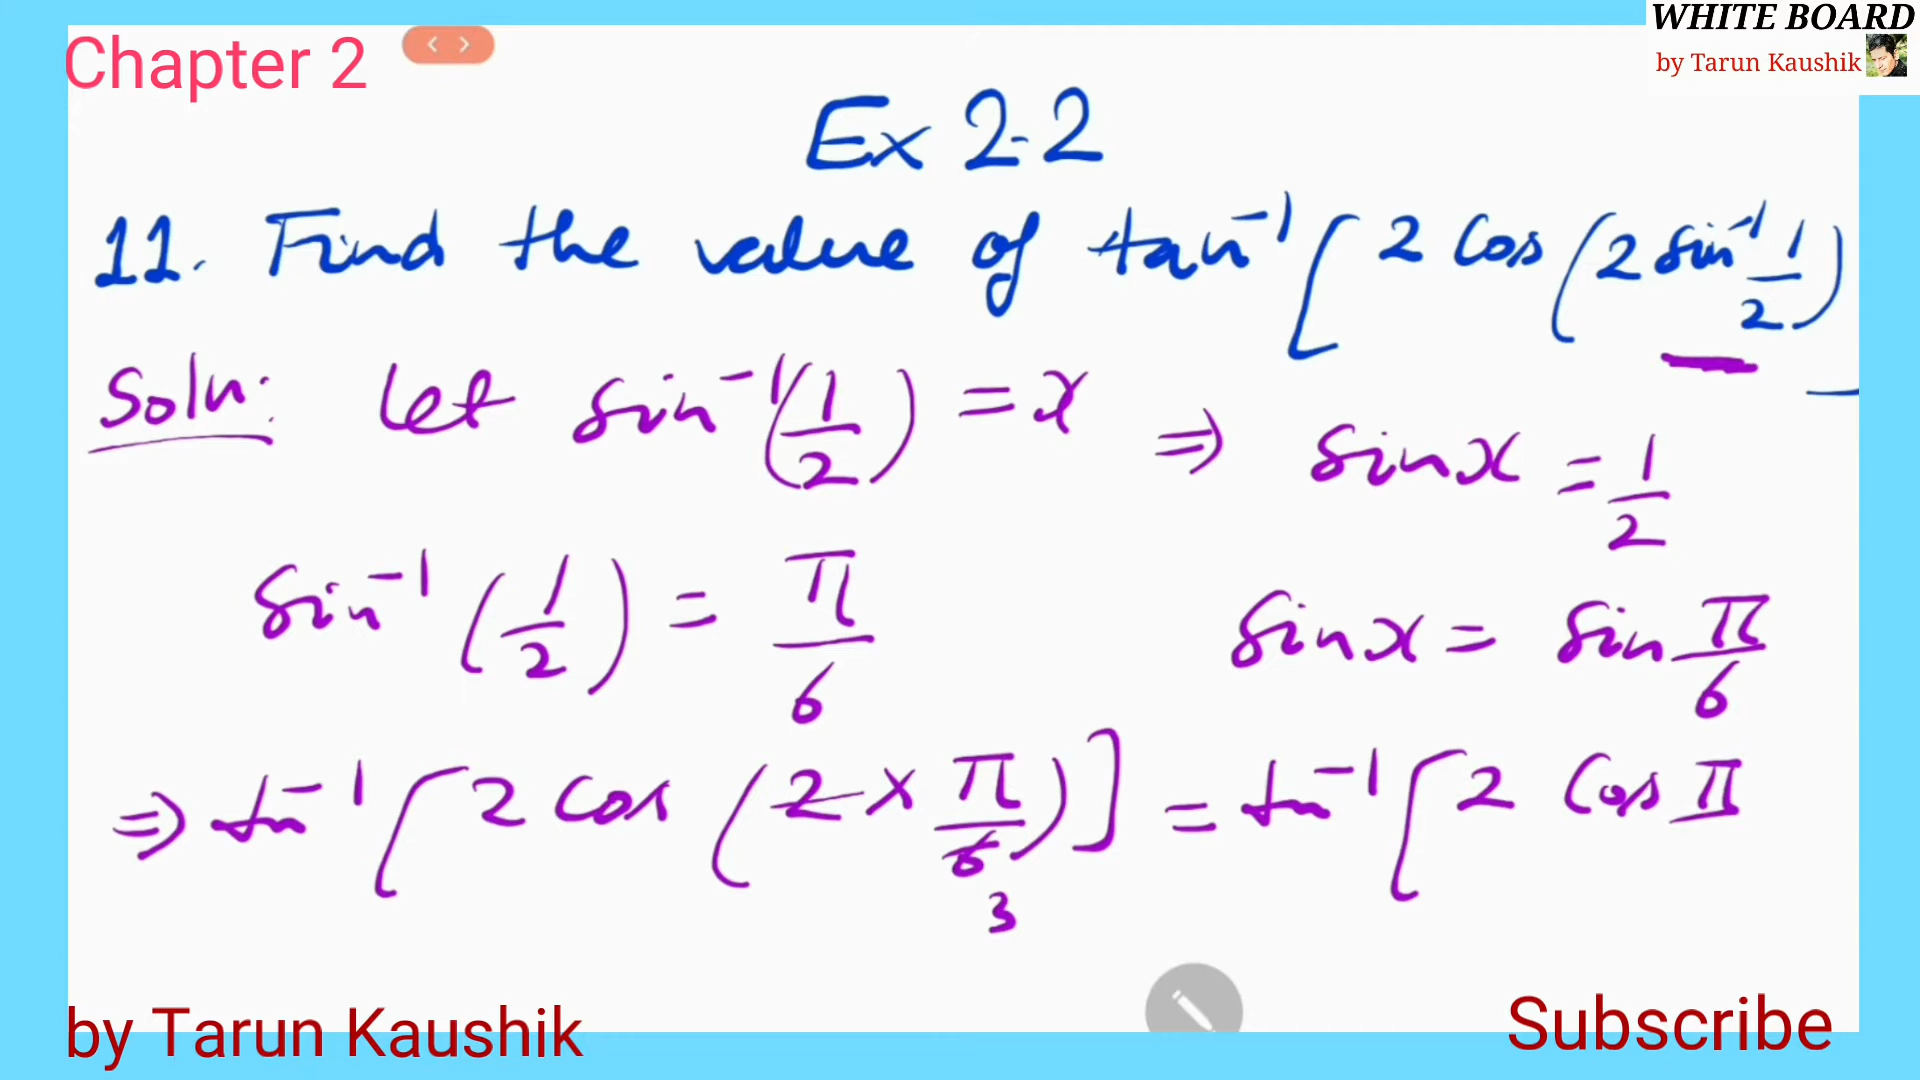 WHITE BOARD
by Tarun Kaushik
Chapter 2
Ex 2.2
11. Find the value of tan⁻¹[2 cos(2 sin⁻¹ 1/2)
Soln: Let sin⁻¹(1/2) = x ⇒ sin x = 1/2
sin⁻¹(1/2) = π/6 sin x = sin π/6
⇒ tn⁻¹[2 cos(2 × π/6)] = tn⁻¹[2 Cos π
3
by Tarun Kaushik
Subscribe